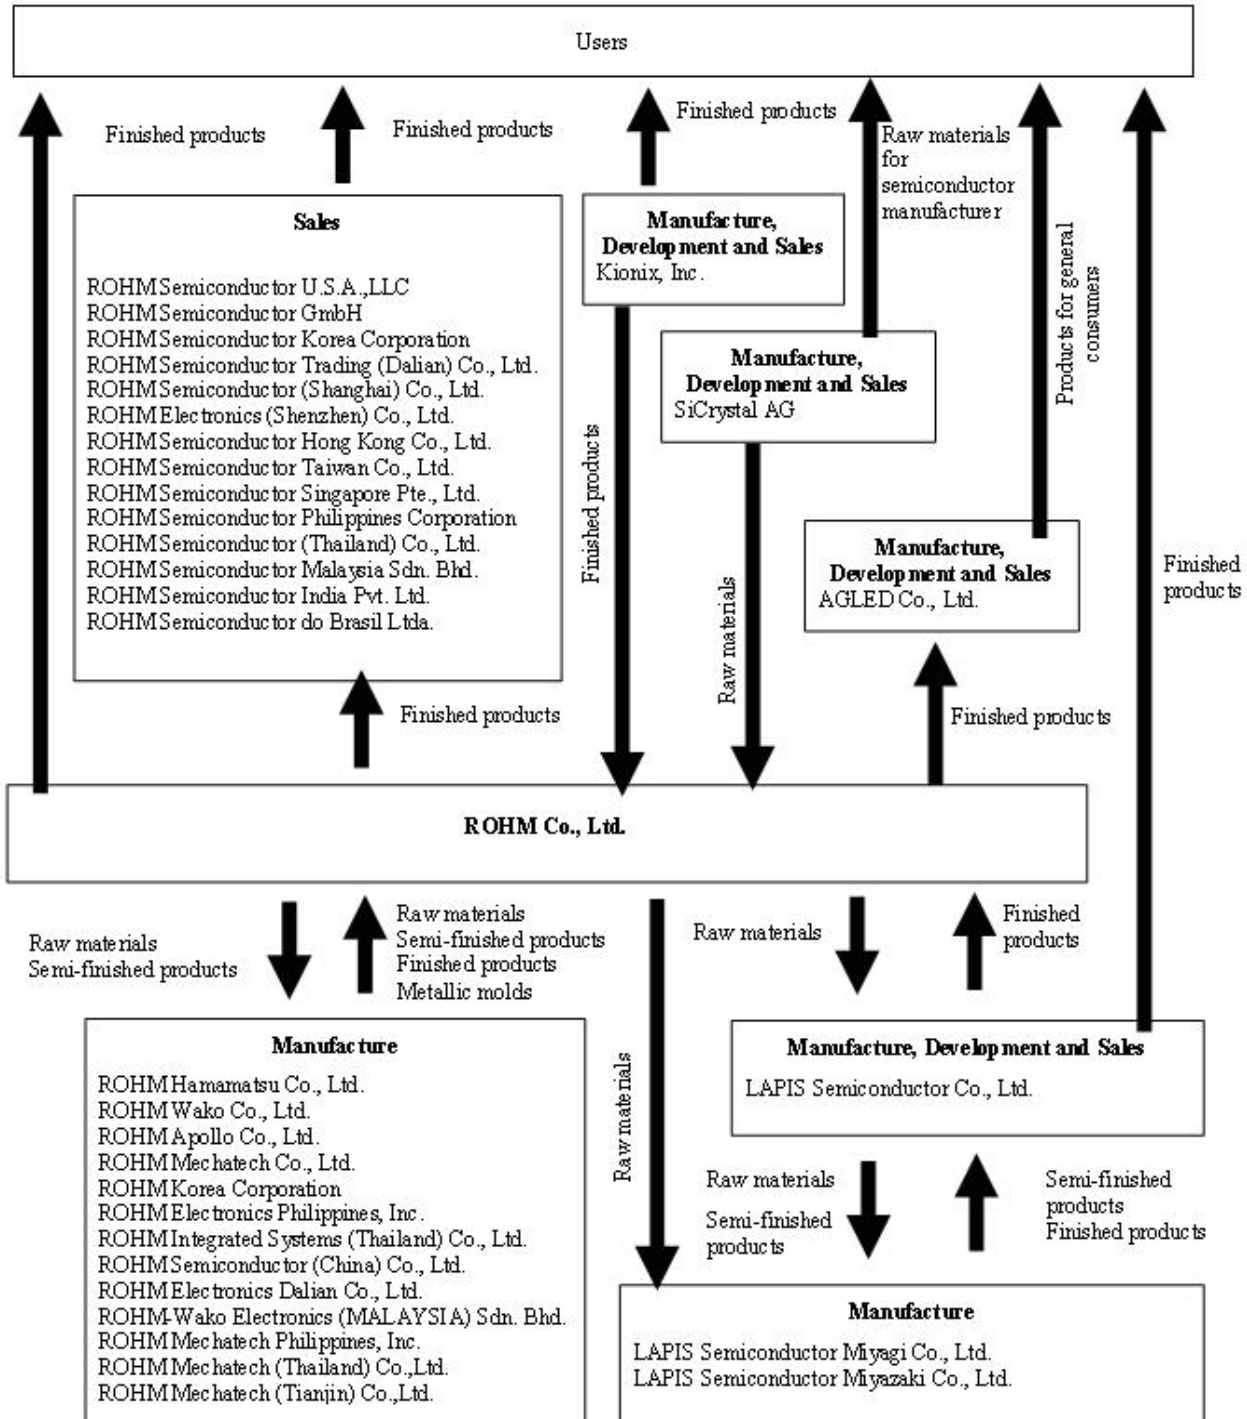 Users
Finished products
Finished products
Finished products
Raw materials
for
semiconductor
manufacturer
Products for general
consumers
Sales
ROHM Semiconductor U.S.A.,LLC
ROHM Semiconductor GmbH
ROHM Semiconductor Korea Corporation
ROHM Semiconductor Trading (Dalian) Co., Ltd.
ROHM Semiconductor (Shanghai) Co., Ltd.
ROHM Electronics (Shenzhen) Co., Ltd.
ROHM Semiconductor Hong Kong Co., Ltd.
ROHM Semiconductor Taiwan Co., Ltd.
ROHM Semiconductor Singapore Pte., Ltd.
ROHM Semiconductor Philippines Corporation
ROHM Semiconductor (Thailand) Co., Ltd.
ROHM Semiconductor Malaysia Sdn. Bhd.
ROHM Semiconductor India Pvt. Ltd.
ROHM Semiconductor do Brasil Ltda.
Manufacture,
Development and Sales
Kionix, Inc.
Manufacture,
Development and Sales
SiCrystal AG
Finished products
Raw materials
Manufacture,
Development and Sales
AGLED Co., Ltd.
Finished
products
Finished products
Finished products
ROHM Co., Ltd.
Raw materials
Semi-finished products
Raw materials
Semi-finished products
Finished products
Metallic molds
Raw materials
Raw materials
Finished
products
Manufacture
ROHM Hamamatsu Co., Ltd.
ROHM Wako Co., Ltd.
ROHM Apollo Co., Ltd.
ROHM Mechatech Co., Ltd.
ROHM Korea Corporation
ROHM Electronics Philippines, Inc.
ROHM Integrated Systems (Thailand) Co., Ltd.
ROHM Semiconductor (China) Co., Ltd.
ROHM Electronics Dalian Co., Ltd.
ROHM-Wako Electronics (MALAYSIA) Sdn. Bhd.
ROHM Mechatech Philippines, Inc.
ROHM Mechatech (Thailand) Co.,Ltd.
ROHM Mechatech (Tianjin) Co.,Ltd.
Manufacture, Development and Sales
LAPIS Semiconductor Co., Ltd.
Raw materials
Semi-finished
products
Semi-finished
products
Finished products
Manufacture
LAPIS Semiconductor Miyagi Co., Ltd.
LAPIS Semiconductor Miyazaki Co., Ltd.